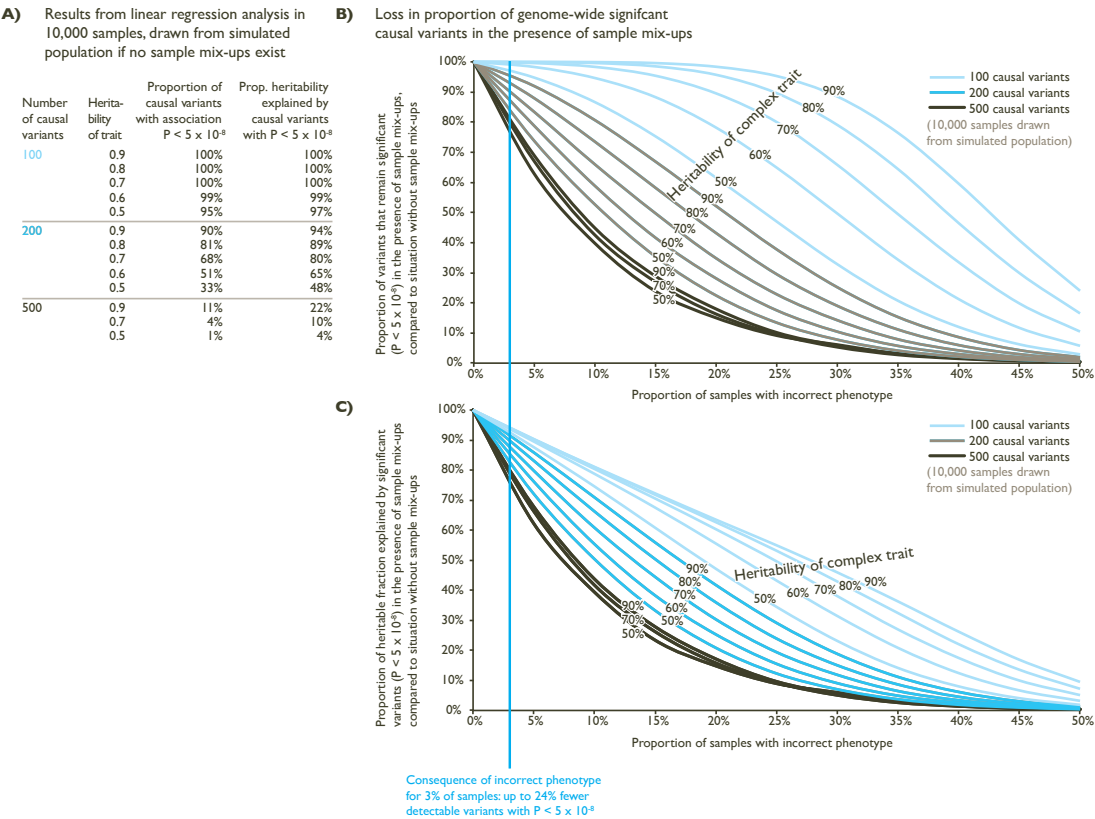 A) Results from linear regression analysis in
10,000 samples, drawn from simulated
population if no sample mix-ups exist
Number
of causal
variants
Herita-
bility
of trait
Proportion of
causal variants
with association
P < 5 x 10-8
Prop. heritability
explained by
causal variants
with P < 5 x 10-8
100 0.9 100% 100%
0.8 100% 100%
0.7 100% 100%
0.6 99% 99%
0.5 95% 97%
200 0.9 90% 94%
0.8 81% 89%
0.7 68% 80%
0.6 51% 65%
0.5 33% 48%
500 0.9 11% 22%
0.7 4% 10%
0.5 1% 4%
B) Loss in proportion of genome-wide signifcant
causal variants in the presence of sample mix-ups
Proportion of variants that remain significant
(P < 5 x 10-8) in the presence of sample mix-ups,
compared to situation without sample mix-ups
100%
90%
80%
70%
60%
50%
40%
30%
20%
10%
0%
Heritability of complex trait
90%
80%
70%
60%
50%
90%
80%
70%
60%
50%
90%
70%
50%
100 causal variants
200 causal variants
500 causal variants
(10,000 samples drawn
from simulated population)
0% 5% 10% 15% 20% 25% 30% 35% 40% 45% 50%
Proportion of samples with incorrect phenotype
C)
Proportion of heritable fraction explained by significant
variants (P < 5 x 10-8) in the presence of sample mix-ups
compared to situation without sample mix-ups
100%
90%
80%
70%
60%
50%
40%
30%
20%
10%
0%
100 causal variants
200 causal variants
500 causal variants
(10,000 samples drawn
from simulated population)
Heritability of complex trait
50% 60% 70% 80% 90%
90%
80%
70%
60%
50%
90%
70%
50%
0% 5% 10% 15% 20% 25% 30% 35% 40% 45% 50%
Proportion of samples with incorrect phenotype
Consequence of incorrect phenotype
for 3% of samples: up to 24% fewer
detectable variants with P < 5 x 10-8